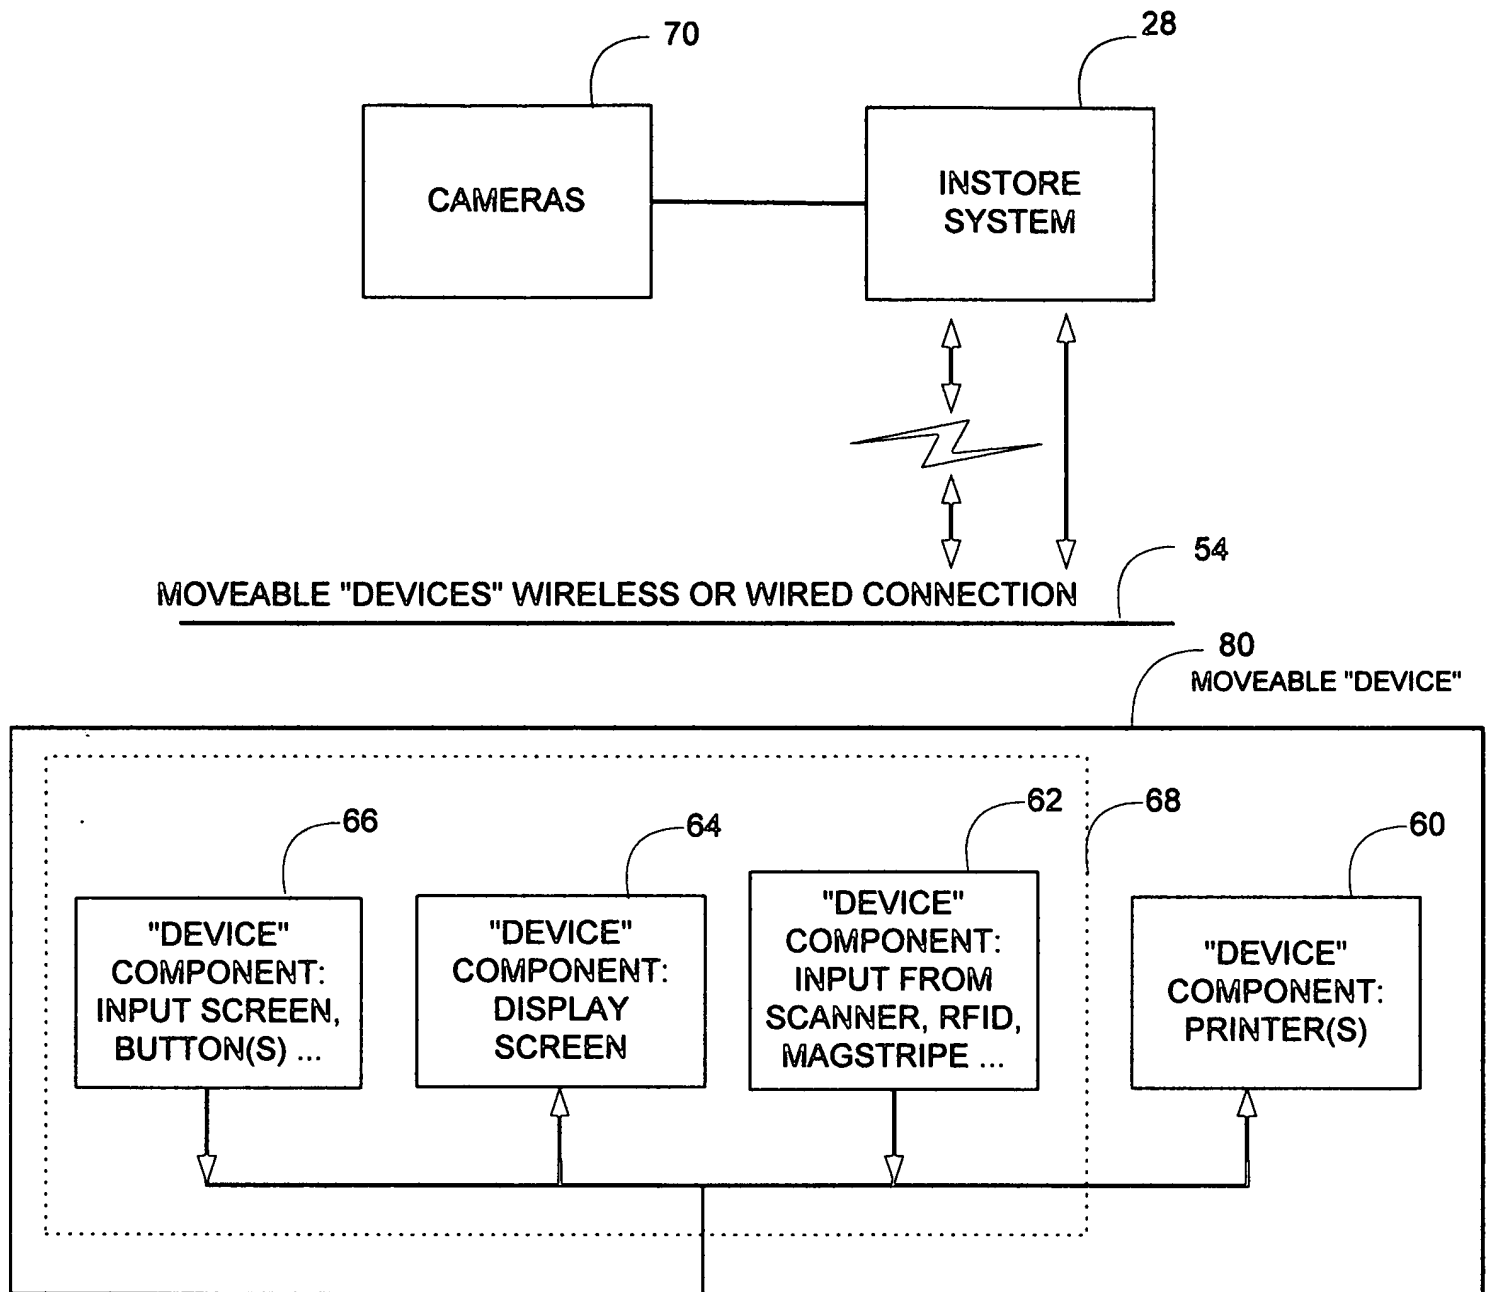 70
28
CAMERAS
INSTORE
SYSTEM
54
MOVEABLE "DEVICES" WIRELESS OR WIRED CONNECTION
80
MOVEABLE "DEVICE"
66
64
62
68
60
"DEVICE"
COMPONENT:
INPUT SCREEN,
BUTTON(S) ...
"DEVICE"
COMPONENT:
DISPLAY
SCREEN
"DEVICE"
COMPONENT:
INPUT FROM
SCANNER, RFID,
MAGSTRIPE ...
"DEVICE"
COMPONENT:
PRINTER(S)